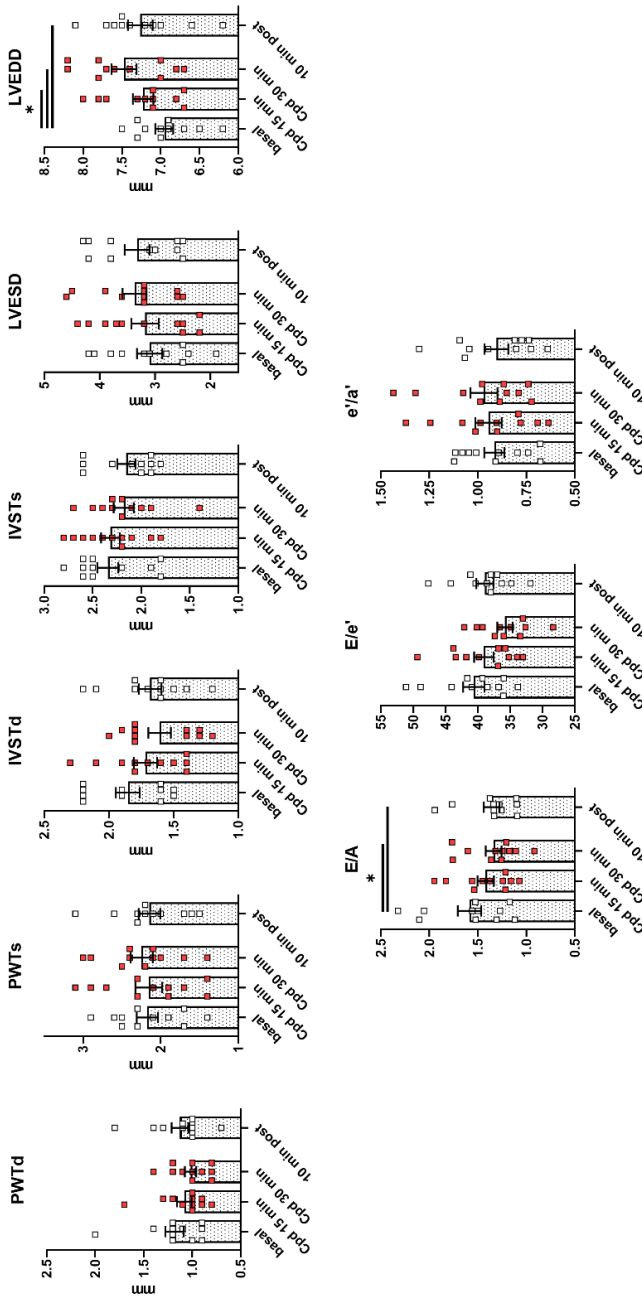 PWTd
mm
2.5
2.0
1.5
1.0
0.5
basal
Cpd 15 min
Cpd 30 min
10 min post
PWTs
mm
3
2
1
basal
Cpd 15 min
Cpd 30 min
10 min post
IVSTd
mm
2.5
2.0
1.5
1.0
basal
Cpd 15 min
Cpd 30 min
10 min post
IVSTs
mm
3.0
2.5
2.0
1.5
1.0
basal
Cpd 15 min
Cpd 30 min
10 min post
LVESD
mm
5
4
3
2
basal
Cpd 15 min
Cpd 30 min
10 min post
LVEDD
*
mm
8.5
8.0
7.5
7.0
6.5
6.0
basal
Cpd 15 min
Cpd 30 min
10 min post
E/A
*
2.5
2.0
1.5
1.0
0.5
basal
Cpd 15 min
Cpd 30 min
10 min post
E/e'
55
50
45
40
35
30
25
basal
Cpd 15 min
Cpd 30 min
10 min post
e'/a'
1.50
1.25
1.00
0.75
0.50
basal
Cpd 15 min
Cpd 30 min
10 min post